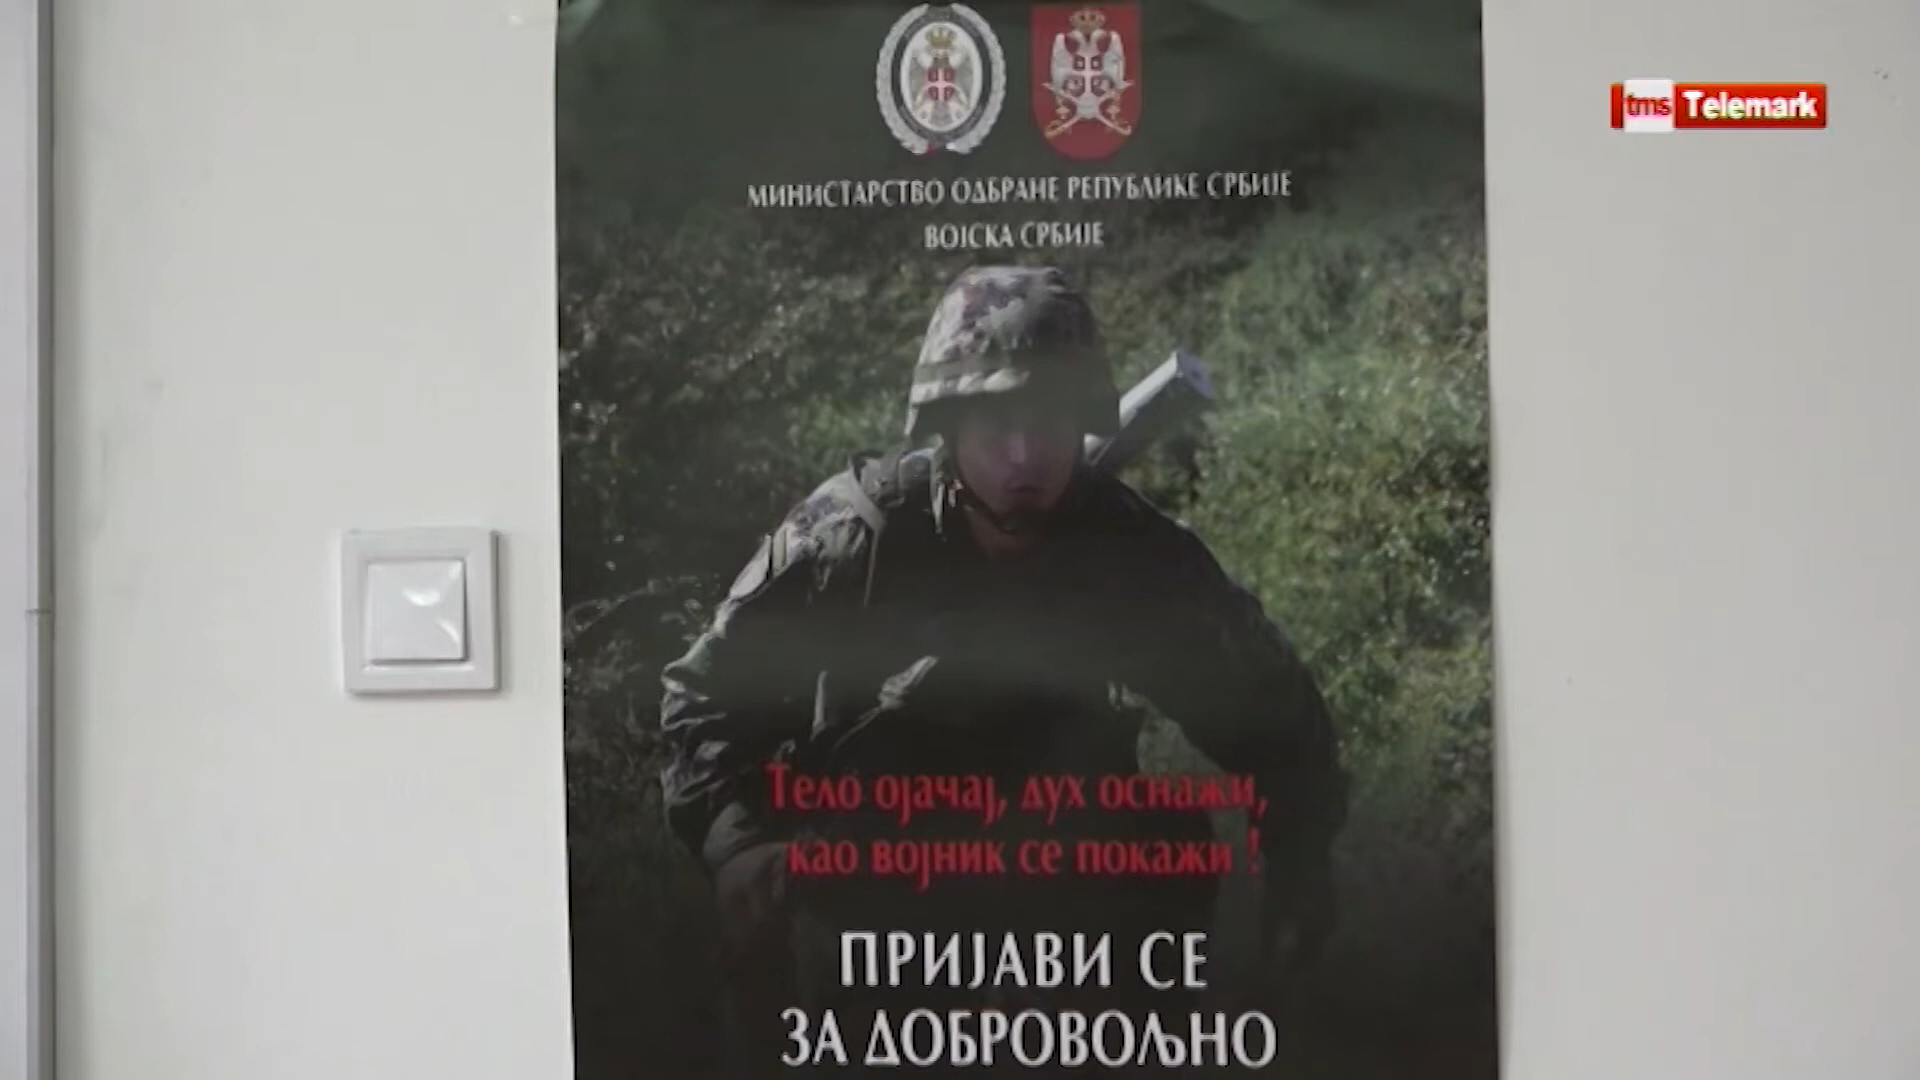 tms Telemark
МИНИСТАРСТВО ОДБРАНЕ РЕПУБЛИКЕ СРБИЈЕ
ВОЈСКА СРБИЈЕ
Тело ојачај, дух оснажи,
као војник се покажи !
ПРИЈАВИ СЕ
ЗА ДОБРОВОЉНО